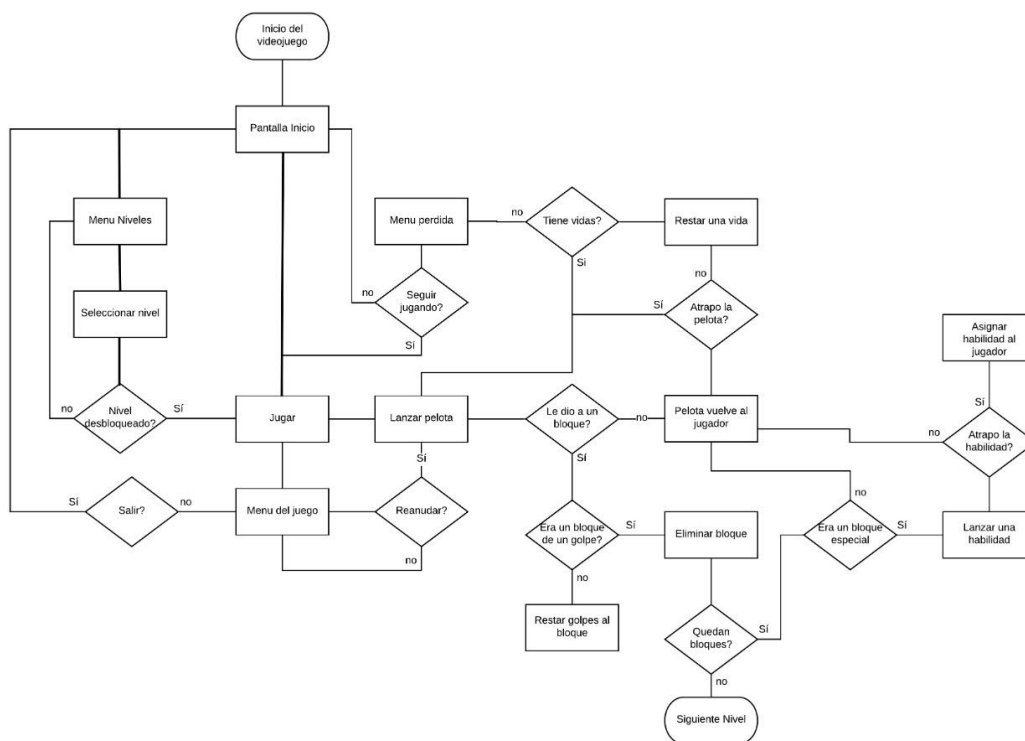 Inicio del
videojuego
Pantalla Inicio
Menu Niveles
Menu perdida
no
Tiene vidas?
Restar una vida
Sí
no
Seleccionar nivel
no
Seguir
jugando?
Sí
Sí
Atrapo la
pelota?
Asignar
habilidad al
jugador
no
Nivel
desbloqueado?
Sí
Jugar
Lanzar pelota
Le dio a un
bloque?
no
Pelota vuelve al
jugador
Sí
no
Atrapo la
habilidad?
Sí
Sí
Sí
Salir?
no
Menu del juego
Reanudar?
no
Era un bloque
de un golpe?
Sí
Eliminar bloque
no
Era un bloque
especial
Sí
Lanzar una
habilidad
no
Restar golpes al
bloque
Quedan
bloques?
Sí
no
Siguiente Nivel